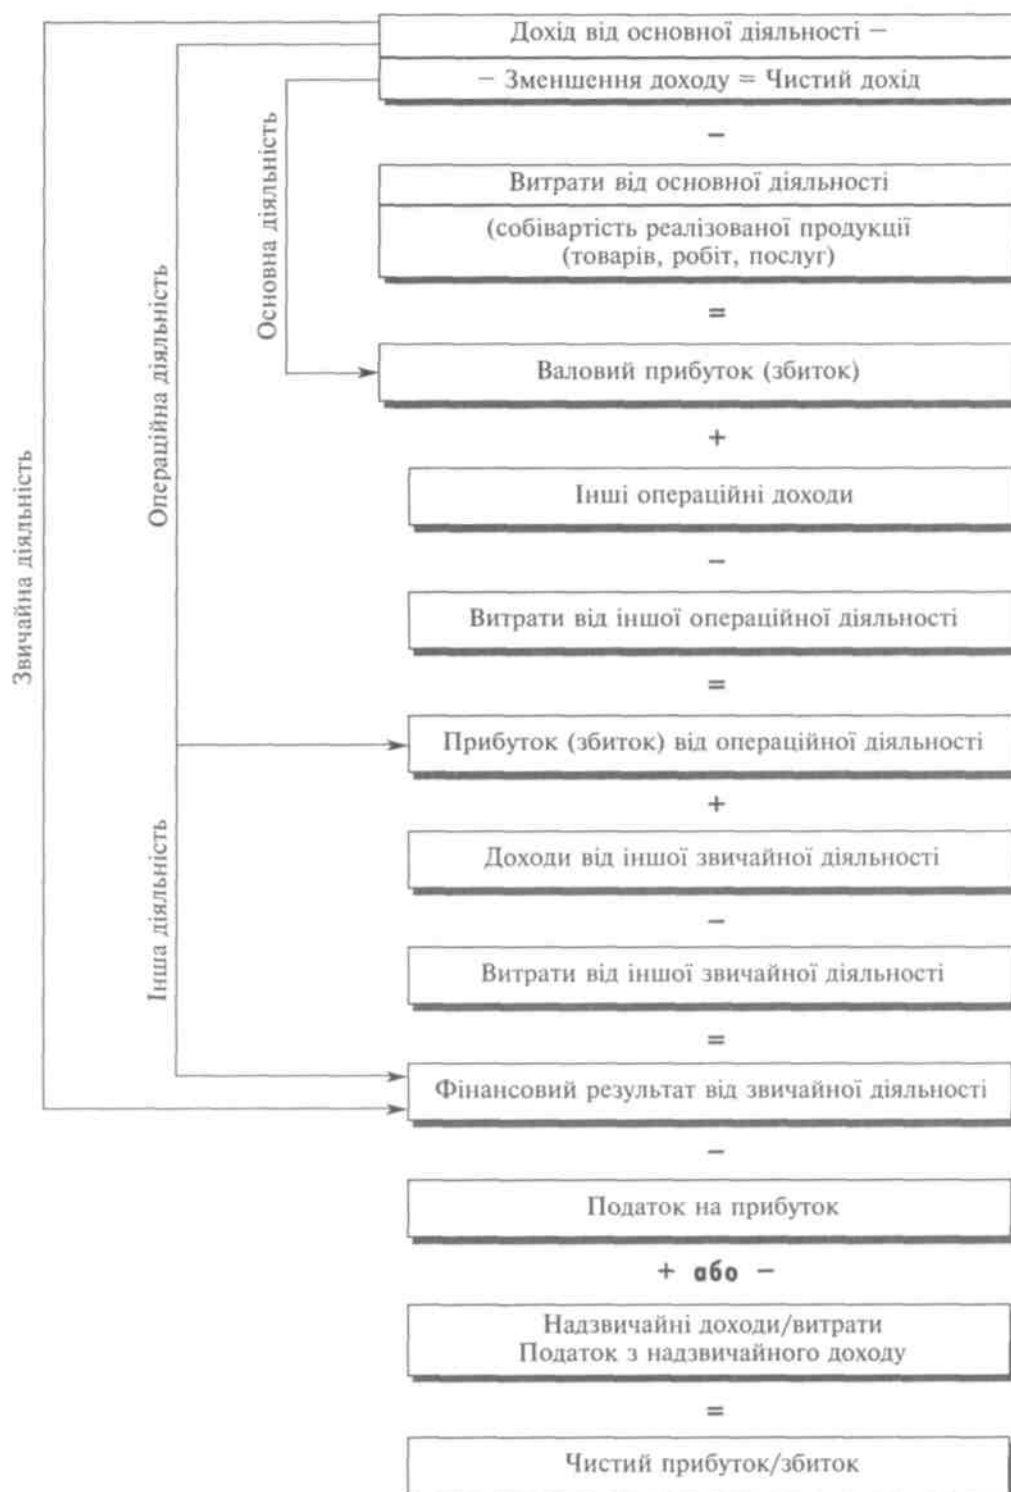 Дохід від основної діяльності −
− Зменшення доходу = Чистий дохід
−
Витрати від основної діяльності
(собівартість реалізованої продукції
(товарів, робіт, послуг)
=
Валовий прибуток (збиток)
+
Інші операційні доходи
−
Витрати від іншої операційної діяльності
=
Прибуток (збиток) від операційної діяльності
+
Доходи від іншої звичайної діяльності
−
Витрати від іншої звичайної діяльності
=
Фінансовий результат від звичайної діяльності
−
Податок на прибуток
+ або −
Надзвичайні доходи/витрати
Податок з надзвичайного доходу
=
Чистий прибуток/збиток
Основна діяльність
Операційна діяльність
Інша діяльність
Звичайна діяльність